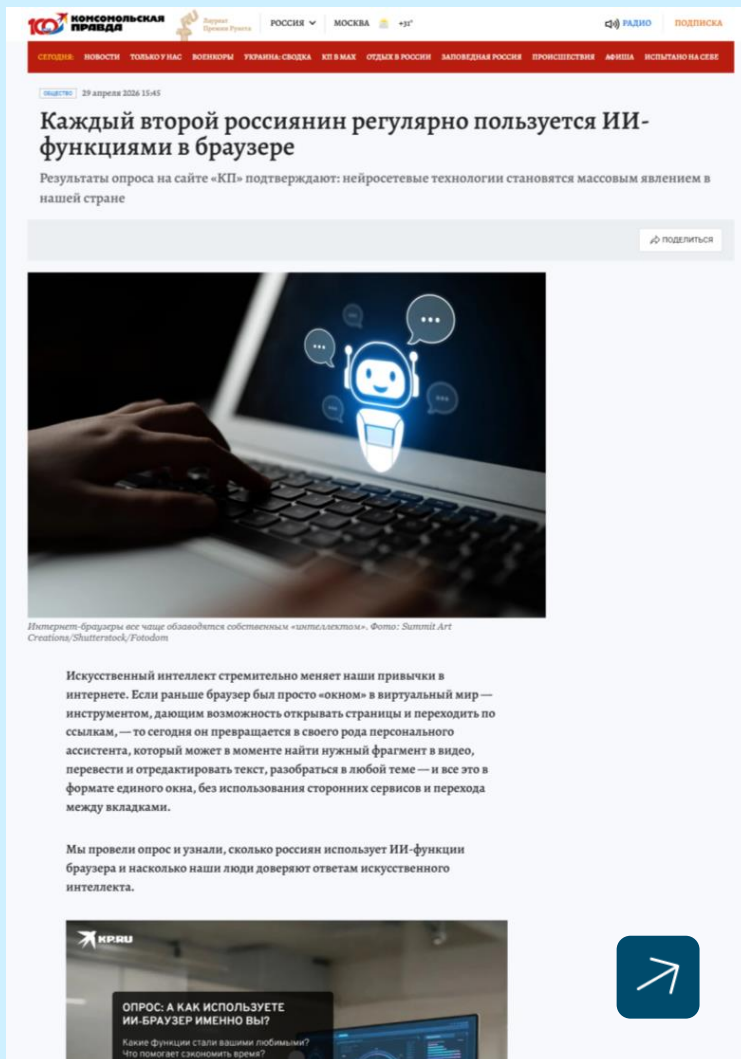 КОМСОМОЛЬСКАЯ
ПРАВДА
Лауреат
Премии Рунета
РОССИЯ
МОСКВА
+31°
РАДИО
ПОДПИСКА
СЕГОДНЯ: НОВОСТИ ТОЛЬКО У НАС ВОЕНКОРЫ УКРАИНА: СВОДКА КП В МАХ ОТДЫХ В РОССИИ ЗАПОВЕДНАЯ РОССИЯ ПРОИСШЕСТВИЯ АФИША ИСПЫТАНО НА СЕБЕ
ОБЩЕСТВО 29 апреля 2026 15:45
Каждый второй россиянин регулярно пользуется ИИ-
функциями в браузере
Результаты опроса на сайте «КП» подтверждают: нейросетевые технологии становятся массовым явлением в
нашей стране
ПОДЕЛИТЬСЯ
Интернет-браузеры все чаще обзаводятся собственным «интеллектом». Фото: Summit Art
Creations/Shutterstock/Fotodom
Искусственный интеллект стремительно меняет наши привычки в
интернете. Если раньше браузер был просто «окном» в виртуальный мир —
инструментом, дающим возможность открывать страницы и переходить по
ссылкам, — то сегодня он превращается в своего рода персонального
ассистента, который может в моменте найти нужный фрагмент в видео,
перевести и отредактировать текст, разобраться в любой теме — и все это в
формате единого окна, без использования сторонних сервисов и перехода
между вкладками.
Мы провели опрос и узнали, сколько россиян использует ИИ-функции
браузера и насколько наши люди доверяют ответам искусственного
интеллекта.
KP.RU
ОПРОС: А КАК ИСПОЛЬЗУЕТЕ
ИИ-БРАУЗЕР ИМЕННО ВЫ?
Какие функции стали вашими любимыми?
Что помогает сэкономить время?